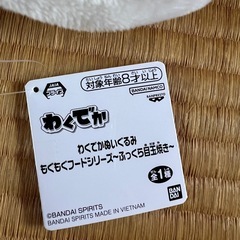 対象年齢8才以上
BANDAI NAMCO
BANPRESTO
わくでか
わくでかぬいぐるみ
もぐもぐフードシリーズ～ふっくら目玉焼き～
全1種
©BANDAI SPIRITS
BANDAI SPIRITS MADE IN VIETNAM
BANDAI